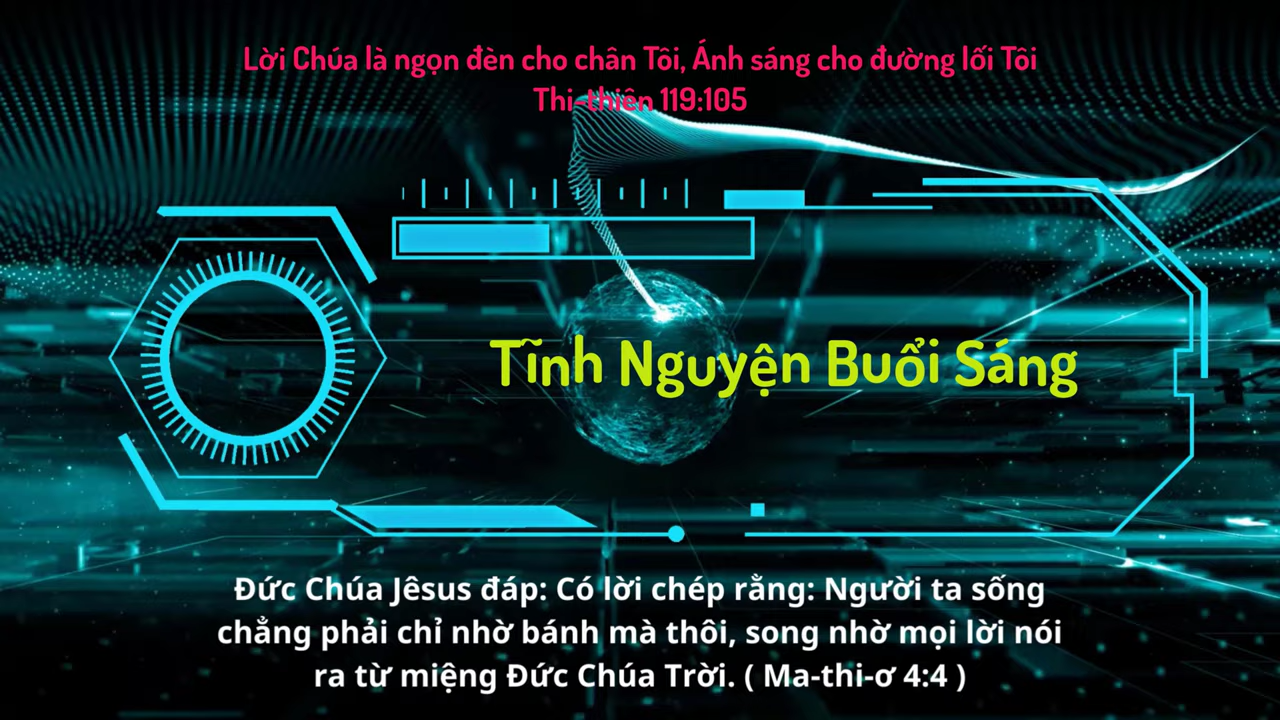 Lời Chúa là ngọn đèn cho chân Tôi, Ánh sáng cho đường lối Tôi
Thi-thiên 119:105
Tĩnh Nguyện Buổi Sáng
Đức Chúa Jêsus đáp: Có lời chép rằng: Người ta sống
chẳng phải chỉ nhờ bánh mà thôi, song nhờ mọi lời nói
ra từ miệng Đức Chúa Trời. ( Ma-thi-ơ 4:4 )